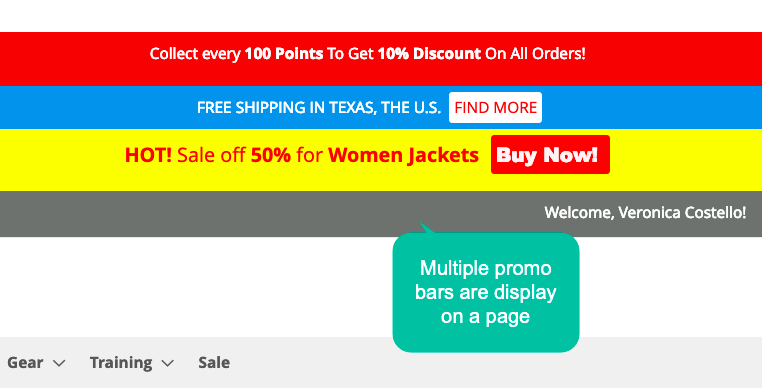 Collect every 100 Points To Get 10% Discount On All Orders!
FREE SHIPPING IN TEXAS, THE U.S. FIND MORE
HOT! Sale off 50% for Women Jackets Buy Now!
Welcome, Veronica Costello!
Multiple promo
bars are display
on a page
Gear Training Sale